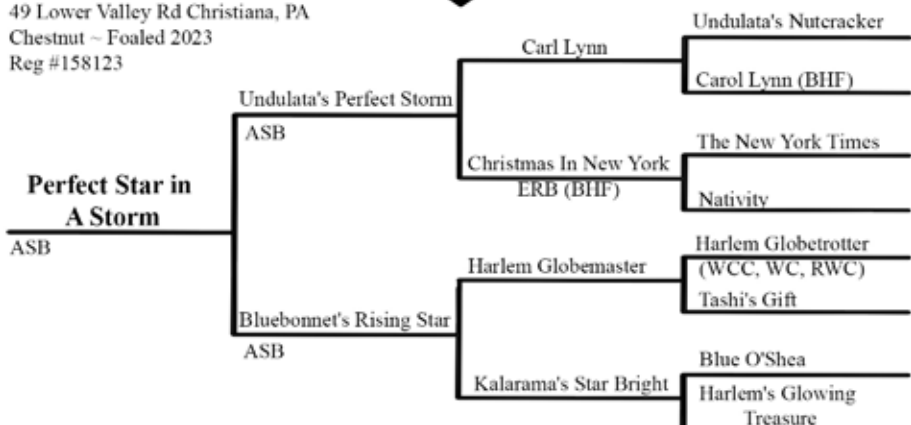 49 Lower Valley Rd Christiana, PA
Chestnut ~ Foaled 2023
Reg #158123
Undulata's Nutcracker
Carl Lynn
Carol Lynn (BHF)
Undulata's Perfect Storm
ASB
The New York Times
Christmas In New York
ERB (BHF)
Nativity
Perfect Star in
A Storm
ASB
Harlem Globetrotter
(WCC, WC, RWC)
Harlem Globemaster
Tashi's Gift
Bluebonnet's Rising Star
ASB
Blue O'Shea
Kalarama's Star Bright
Harlem's Glowing
Treasure